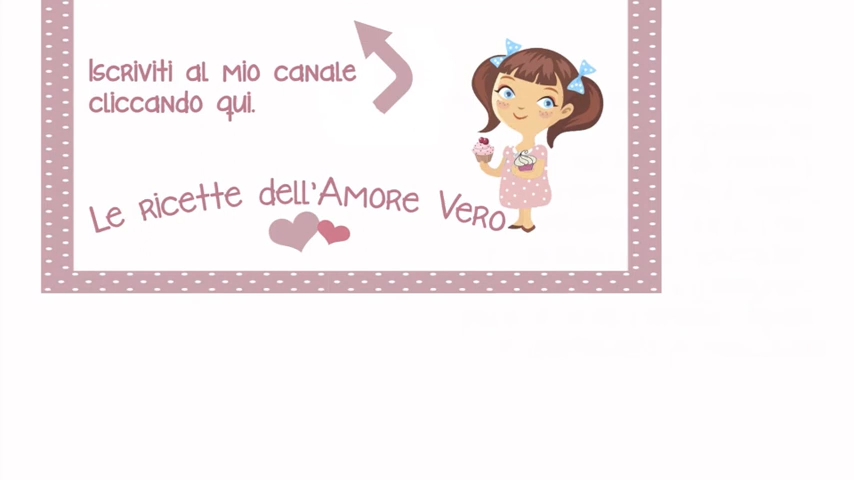 Iscriviti al mio canale
cliccando qui.
Le ricette dell'Amore Vero